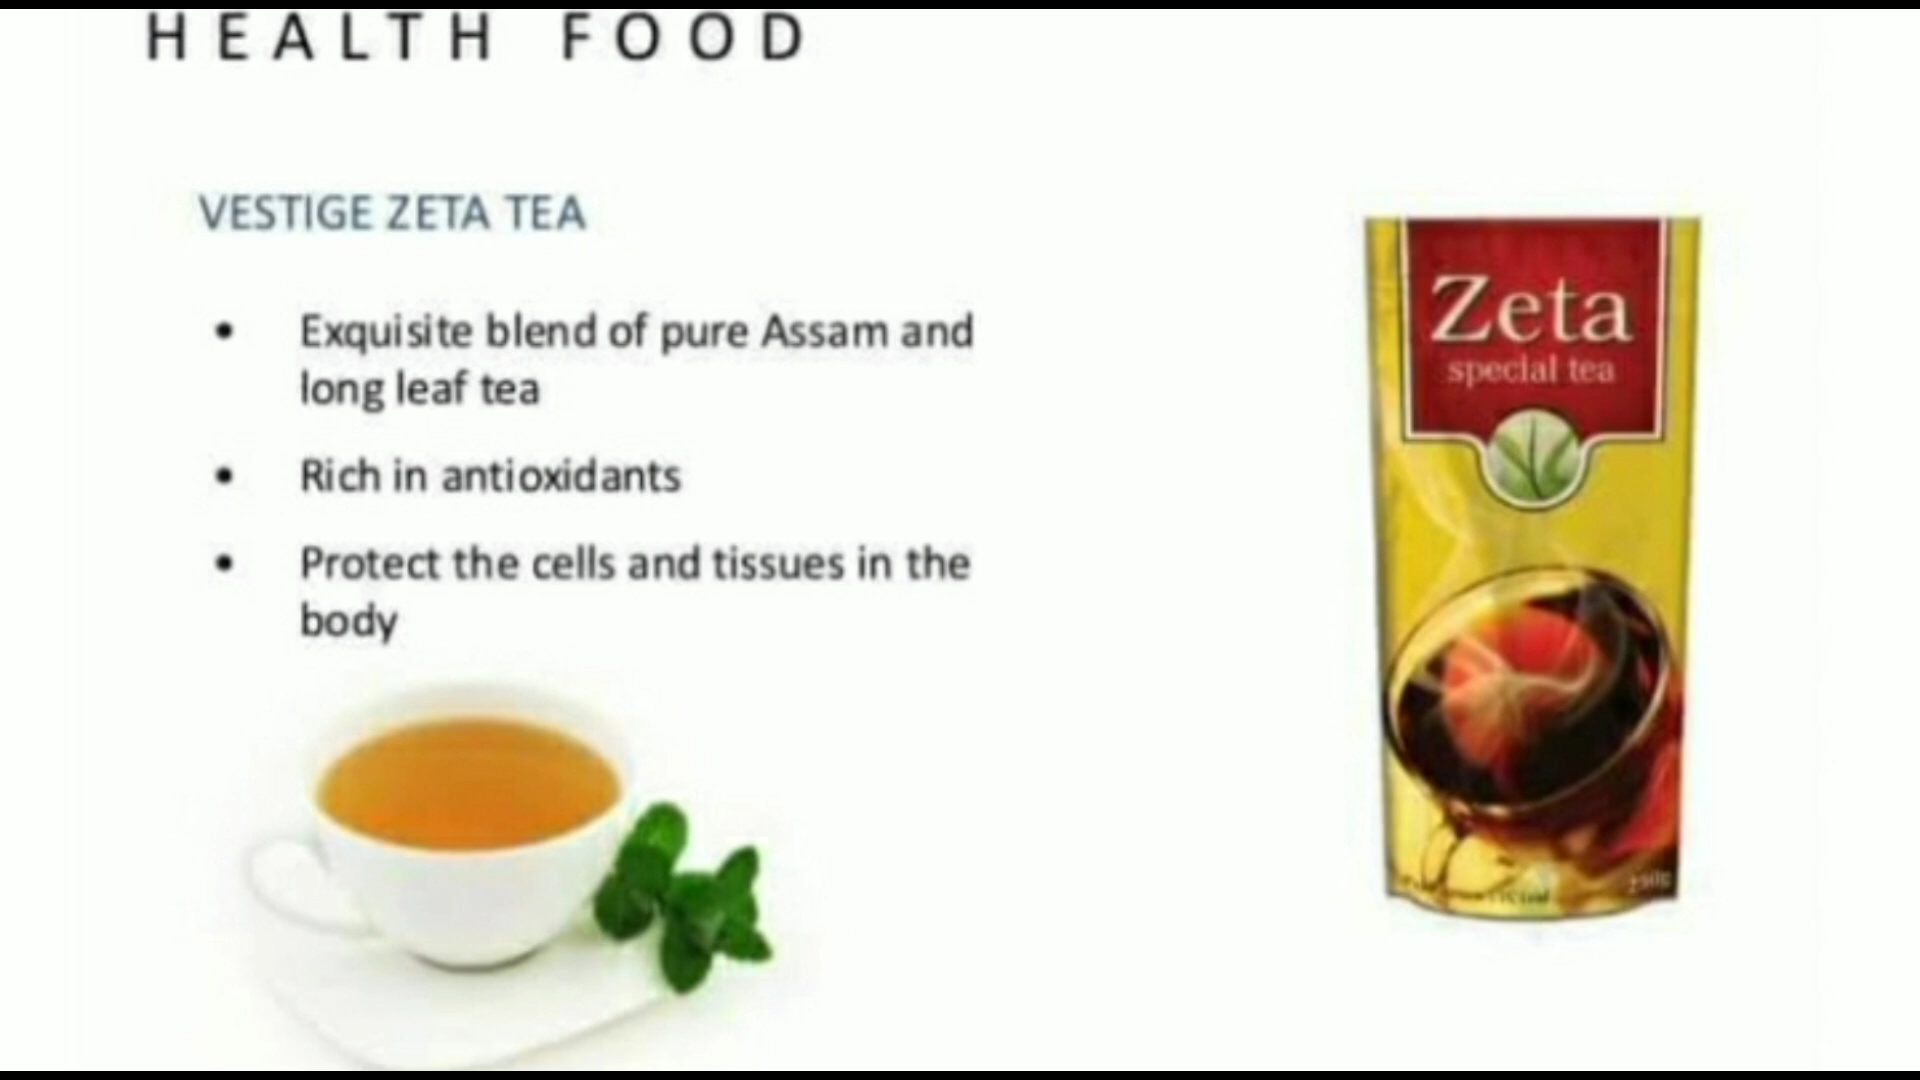 HEALTH FOOD
VESTIGE ZETA TEA
• Exquisite blend of pure Assam and
long leaf tea
• Rich in antioxidants
• Protect the cells and tissues in the
body
Zeta
special tea